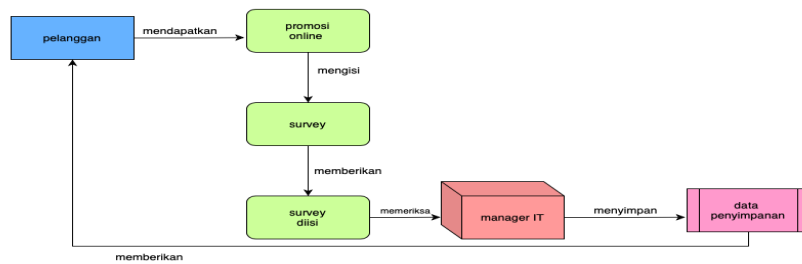 pelanggan
mendapatkan
promosi
online
mengisi
survey
memberikan
survey
diisi
memeriksa
manager IT
menyimpan
data
penyimpanan
memberikan